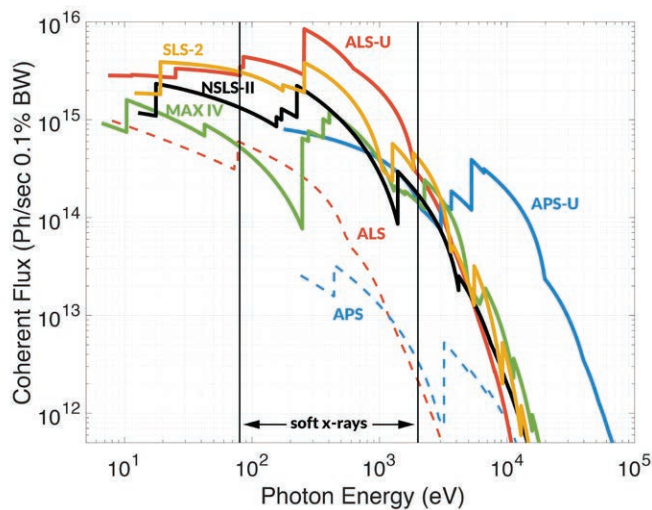 Coherent Flux (Ph/sec 0.1% BW)
10¹⁶
10¹⁵
10¹⁴
10¹³
10¹²
SLS-2
ALS-U
NSLS-II
MAX IV
APS-U
ALS
APS
soft x-rays
10¹ 10² 10³ 10⁴ 10⁵
Photon Energy (eV)